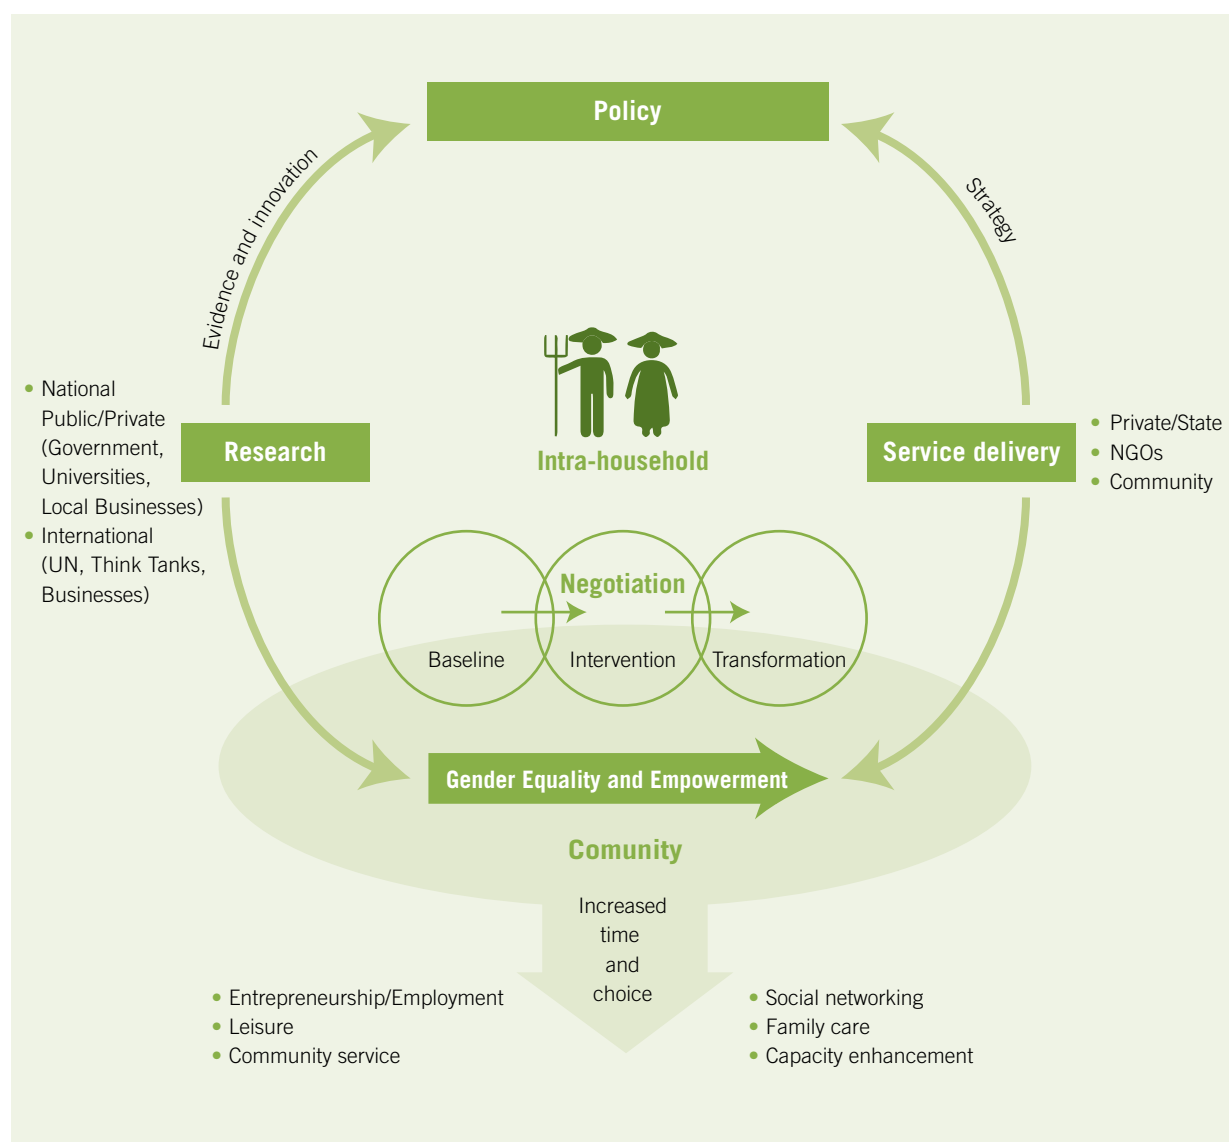 Policy
Evidence and innovation
Strategy
• National
Public/Private
(Government,
Universities,
Local Businesses)
• International
(UN, Think Tanks,
Businesses)
Research
Intra-household
Service delivery
• Private/State
• NGOs
• Community
Negotiation
Baseline
Intervention
Transformation
Gender Equality and Empowerment
Comunity
Increased
time
and
choice
• Entrepreneurship/Employment
• Leisure
• Community service
• Social networking
• Family care
• Capacity enhancement